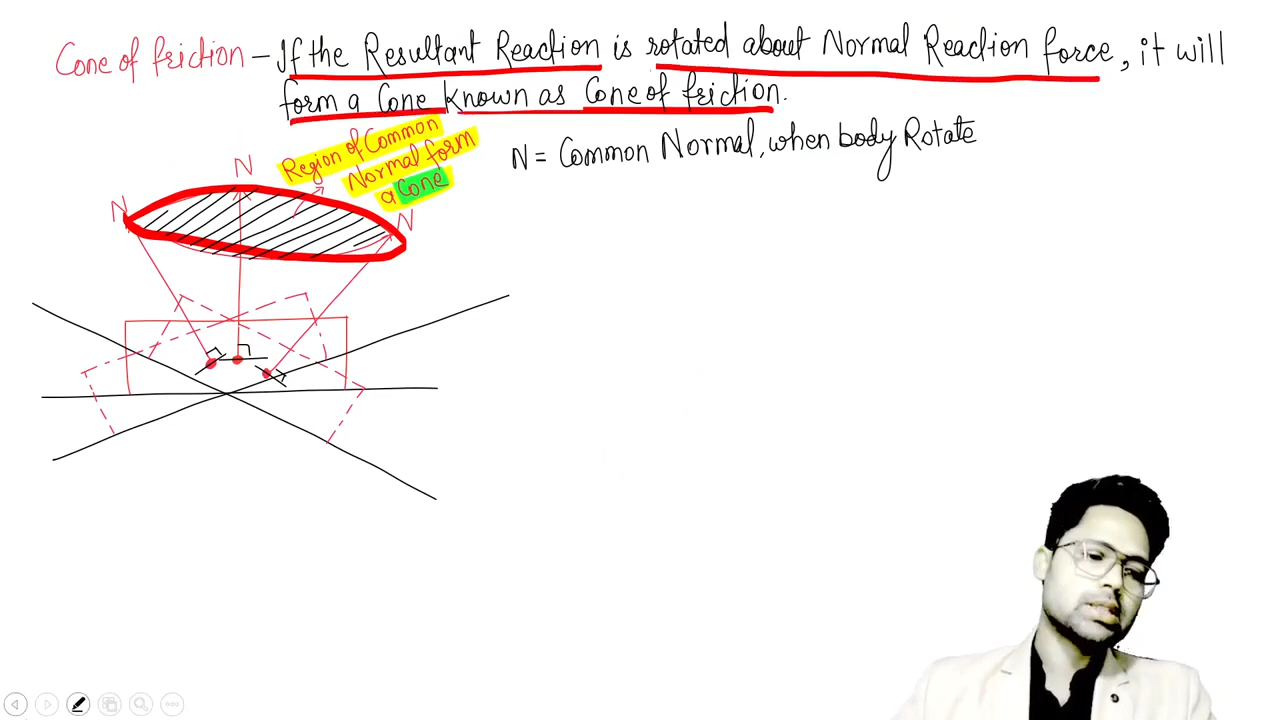 Cone of friction – If the Resultant Reaction is rotated about Normal Reaction force, it will
form a Cone known as Cone of friction.
N = Common Normal, when body Rotate
Region of Common
Normal form
a Cone
N
N
N